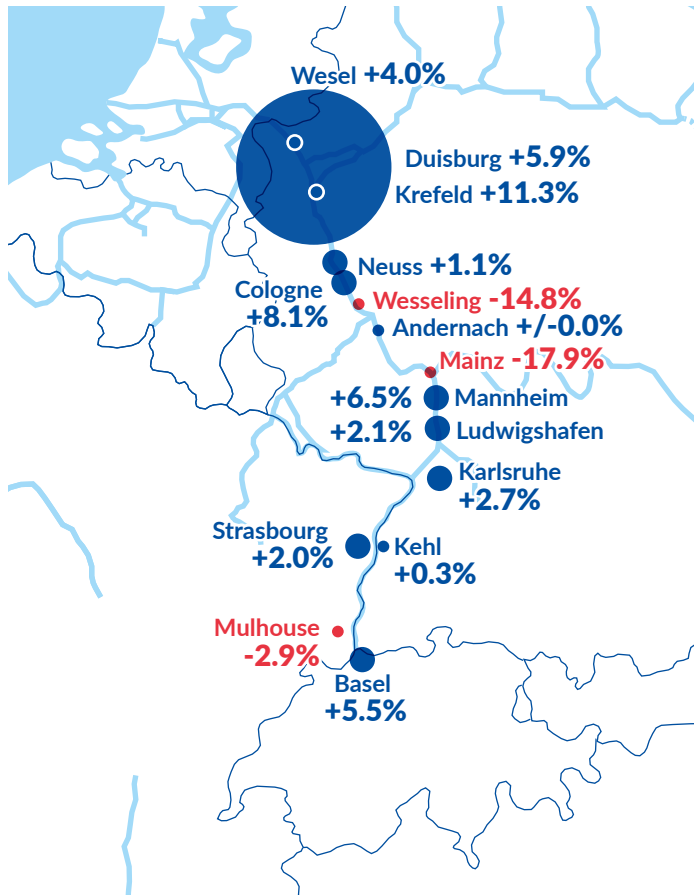 Wesel +4.0%
Duisburg +5.9%
Krefeld +11.3%
Neuss +1.1%
Cologne
+8.1%
Wesseling -14.8%
Andernach +/-0.0%
Mainz -17.9%
+6.5% Mannheim
+2.1% Ludwigshafen
Karlsruhe
+2.7%
Strasbourg
+2.0%
Kehl
+0.3%
Mulhouse
-2.9%
Basel
+5.5%